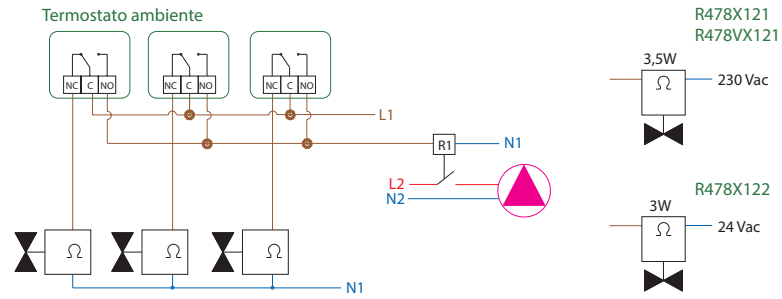 Termostato ambiente
NC C NO
NC C NO
NC C NO
L1
R1
N1
L2
N2
Ω
Ω
Ω
N1
R478X121
R478VX121
3,5W
Ω
230 Vac
R478X122
3W
Ω
24 Vac